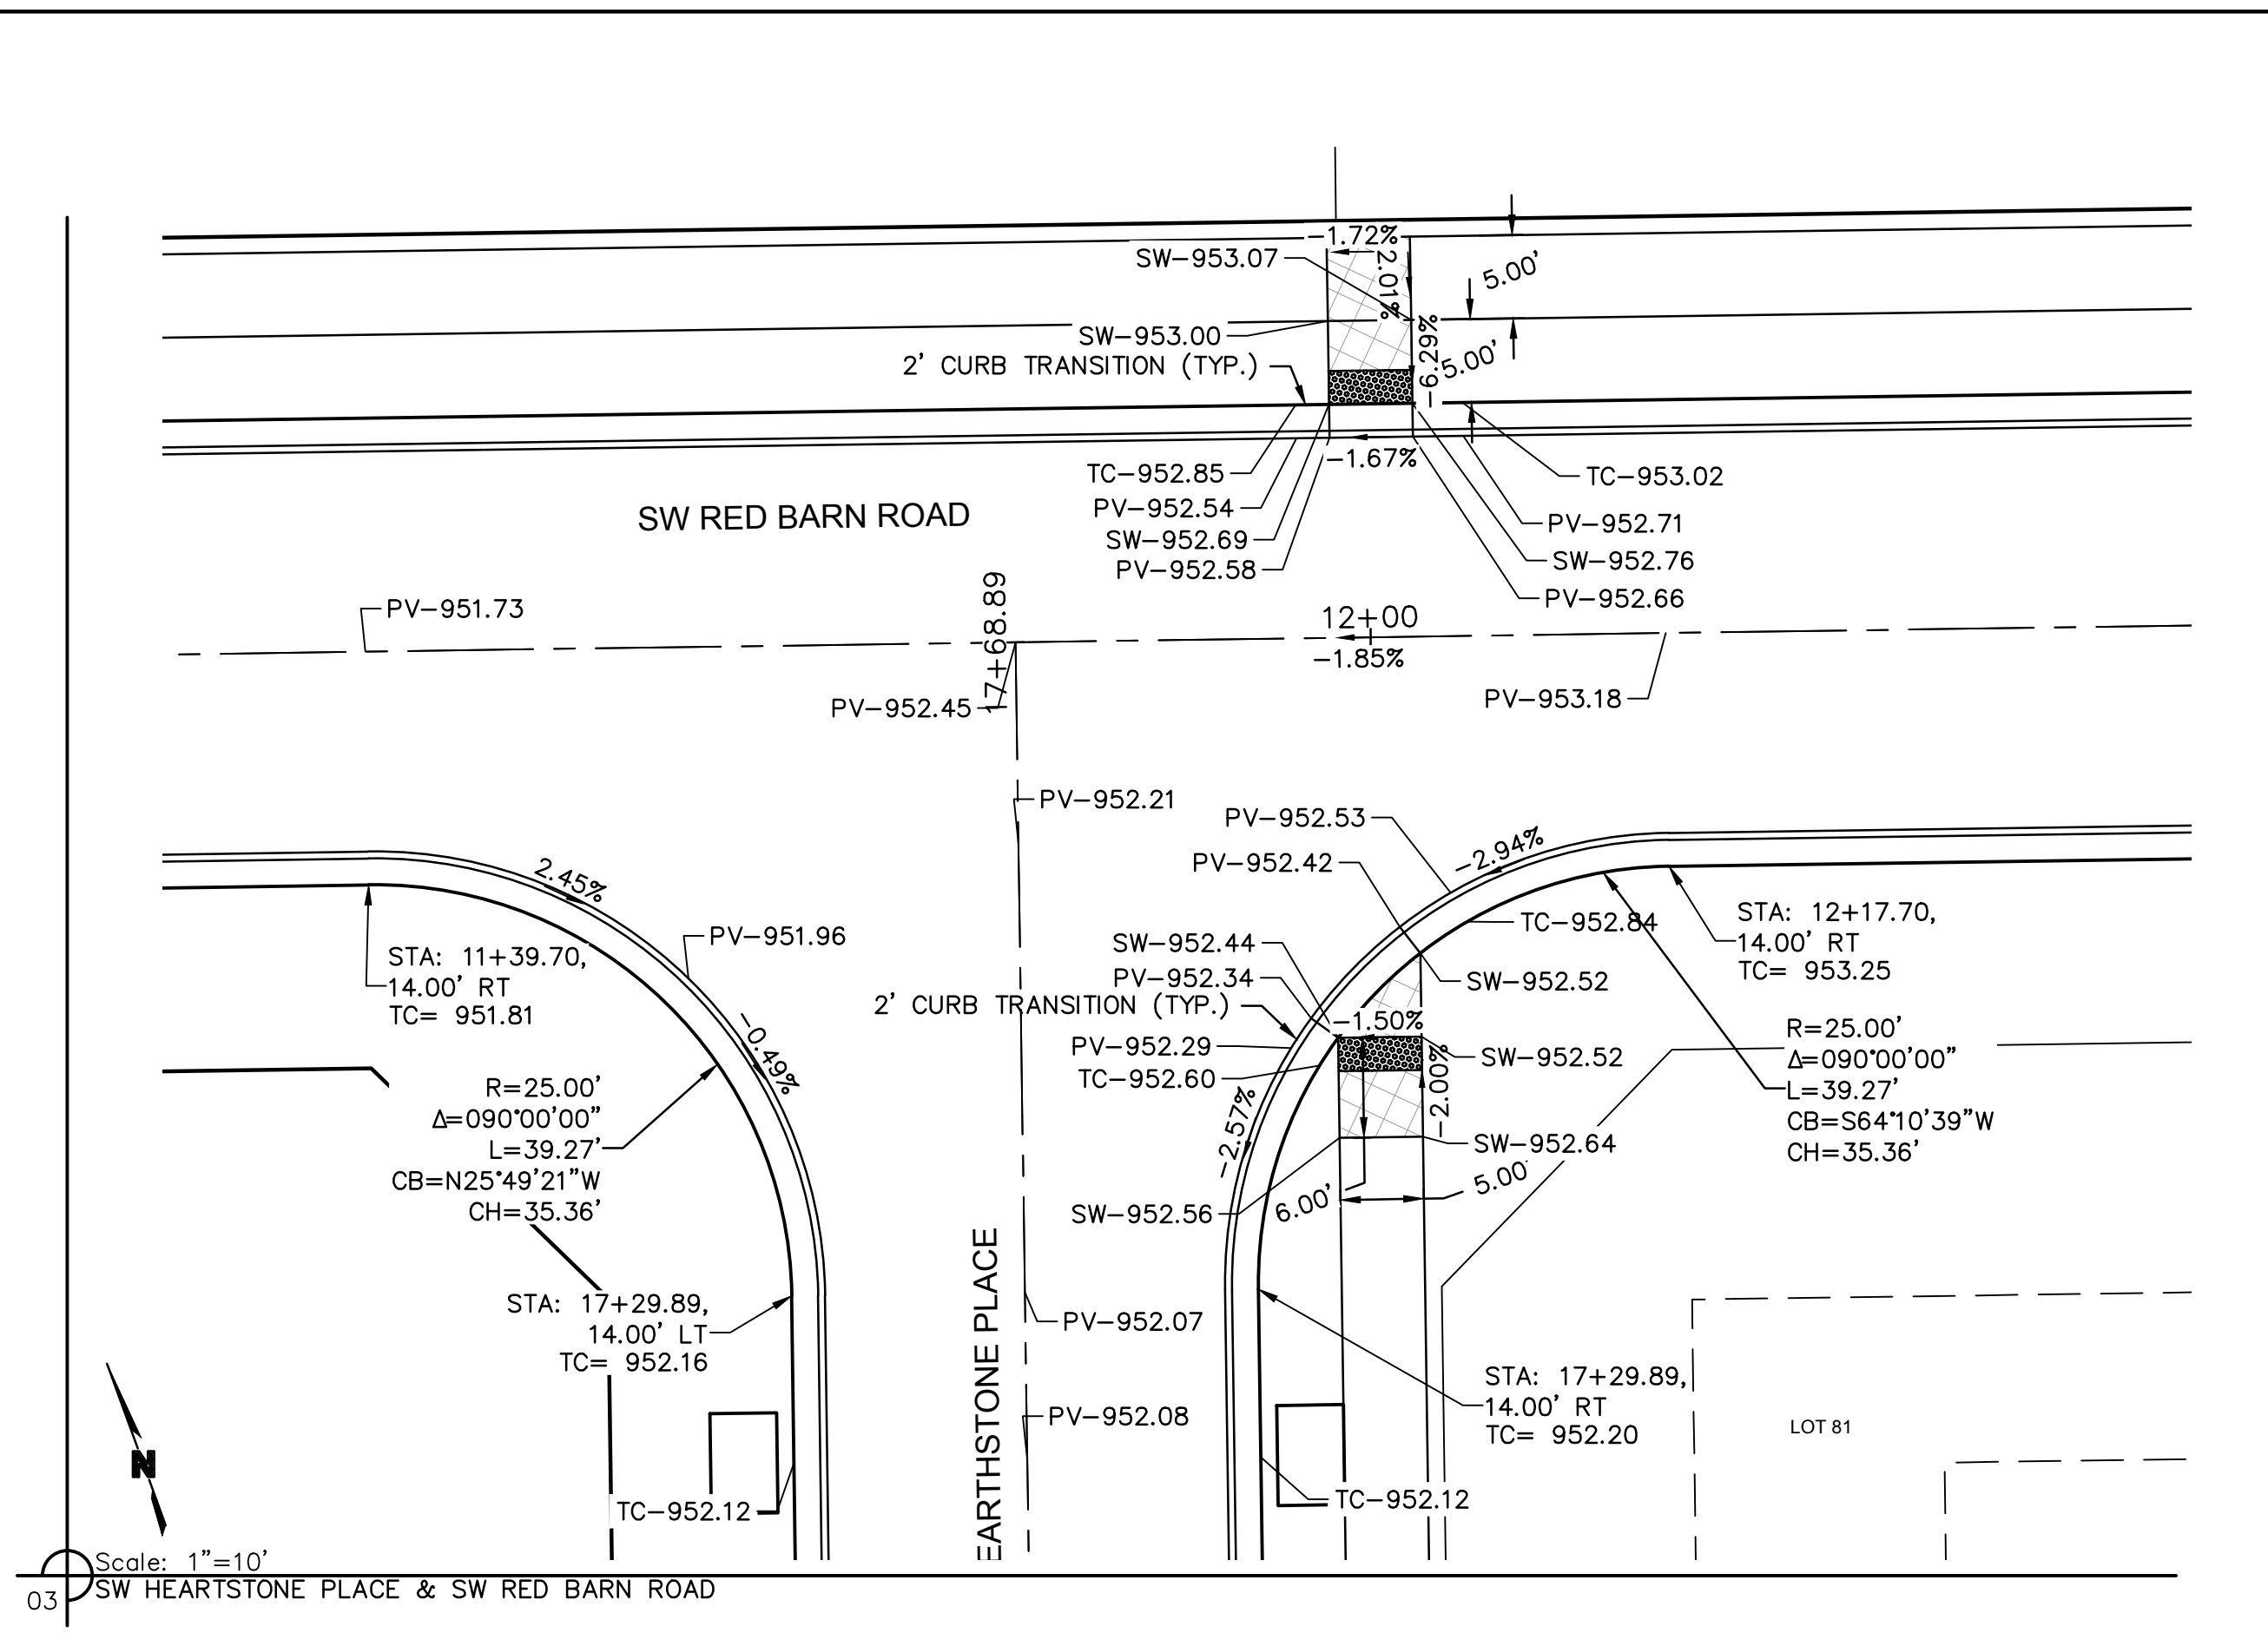 -1.72%
SW-953.07
2.01%
5.00'
SW-953.00
-6.29%
5.00'
2' CURB TRANSITION (TYP.)
-1.67%
TC-952.85
TC-953.02
PV-952.54
PV-952.71
SW-952.69
SW-952.76
PV-952.58
PV-952.66
SW RED BARN ROAD
PV-951.73
17+68.89
12+00
-1.85%
PV-952.45
PV-953.18
PV-952.21
PV-952.53
-2.94%
PV-952.42
2.45%
TC-952.84
PV-951.96
SW-952.44
PV-952.34
SW-952.52
2' CURB TRANSITION (TYP.)
-1.50%
STA: 11+39.70,
14.00' RT
TC= 951.81
STA: 12+17.70,
14.00' RT
TC= 953.25
-0.49%
PV-952.29
SW-952.52
TC-952.60
-2.00%
-2.57%
R=25.00'
Δ=090°00'00"
L=39.27'
CB=N25°49'21"W
CH=35.36'
R=25.00'
Δ=090°00'00"
L=39.27'
CB=S64°10'39"W
CH=35.36'
SW-952.64
5.00'
6.00'
SW-952.56
STA: 17+29.89,
14.00' LT
TC= 952.16
PV-952.07
STA: 17+29.89,
14.00' RT
TC= 952.20
PV-952.08
LOT 81
EARTHSTONE PLACE
TC-952.12
TC-952.12
N
Scale: 1"=10'
03
SW HEARTSTONE PLACE & SW RED BARN ROAD